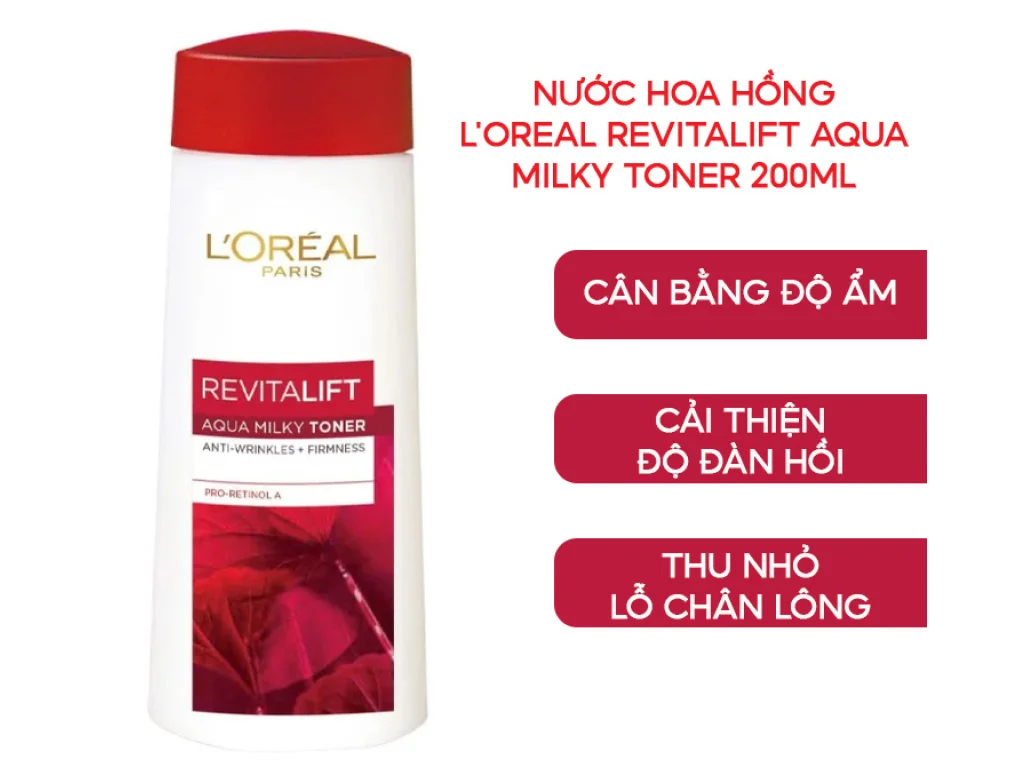 L'ORÉAL
PARIS
REVITALIFT
AQUA MILKY TONER
ANTI-WRINKLES + FIRMNESS
PRO-RETINOL A
NƯỚC HOA HỒNG
L'OREAL REVITALIFT AQUA
MILKY TONER 200ML
CÂN BẰNG ĐỘ ẨM
CẢI THIỆN
ĐỘ ĐÀN HỒI
THU NHỎ
LỖ CHÂN LÔNG